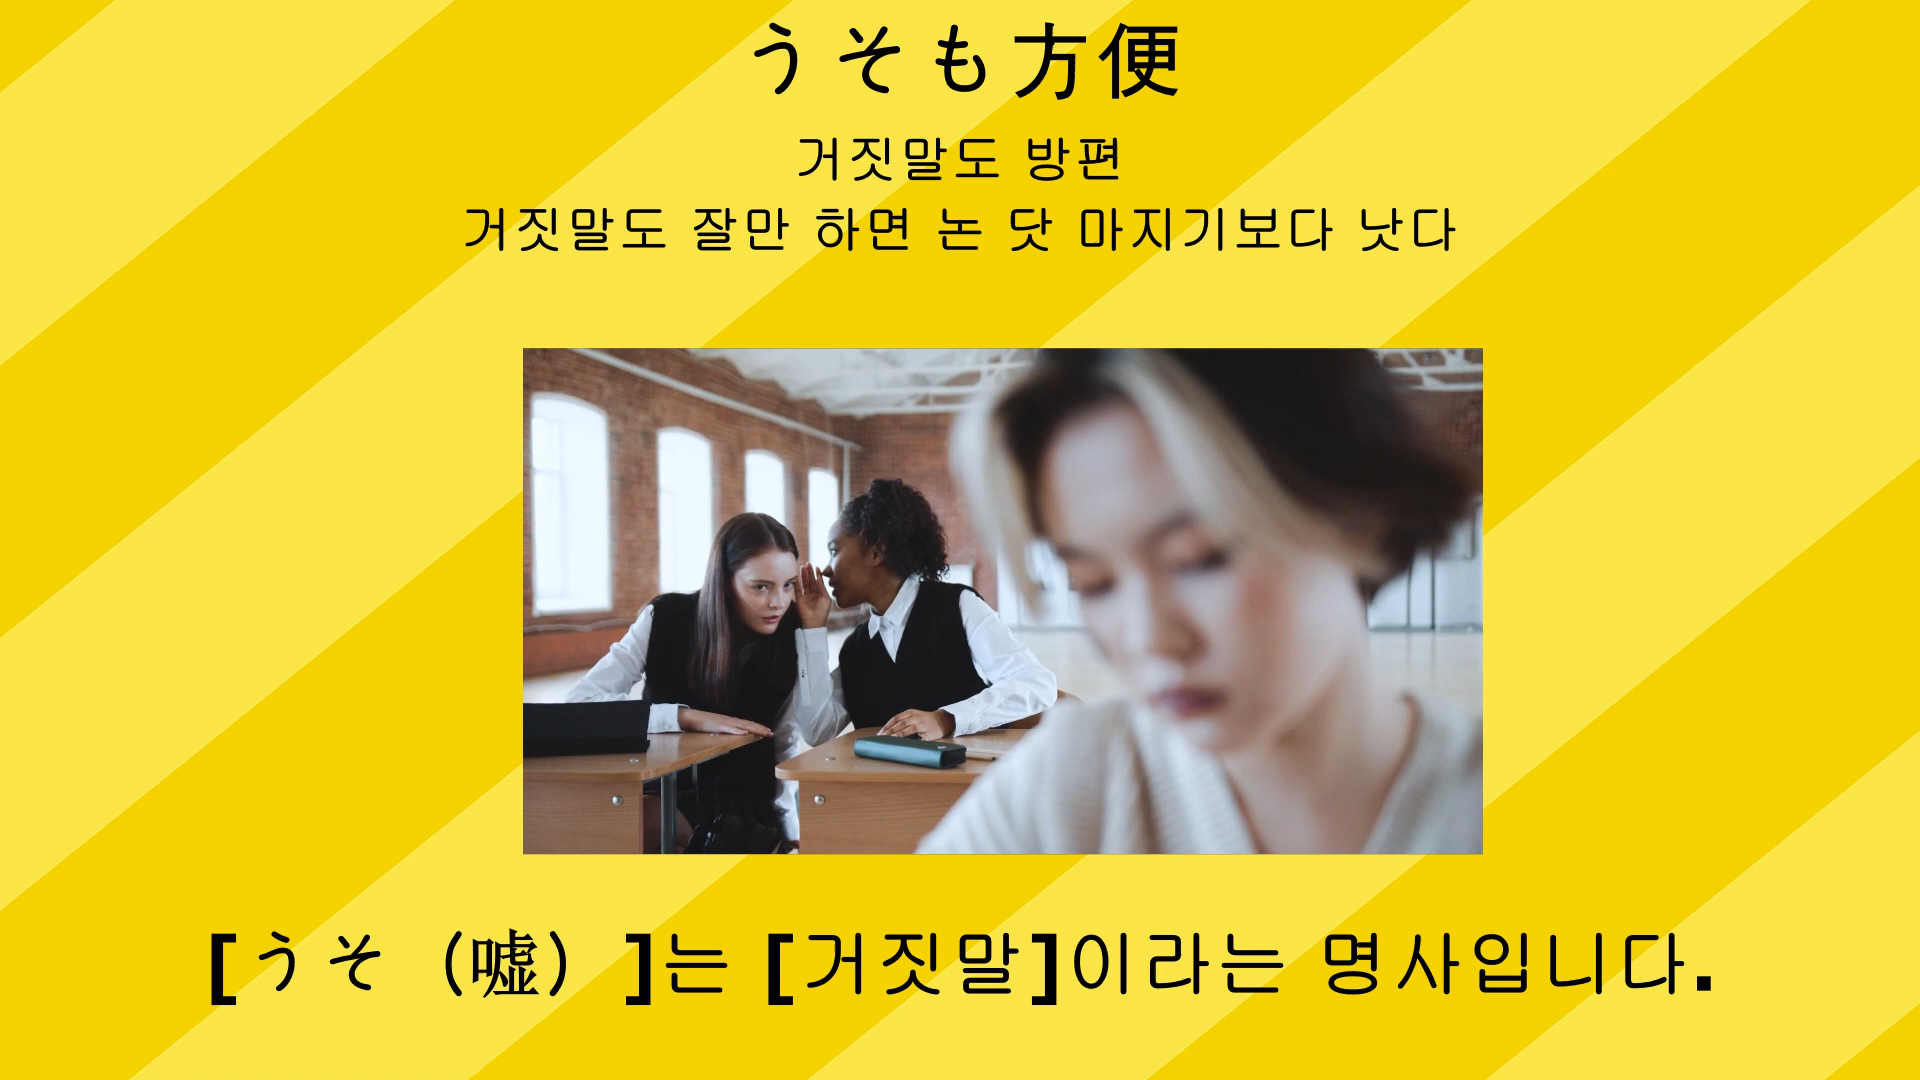 うそも方便
거짓말도 방편
거짓말도 잘만 하면 논 닷 마지기보다 낫다
[うそ（嘘）]는 [거짓말]이라는 명사입니다.